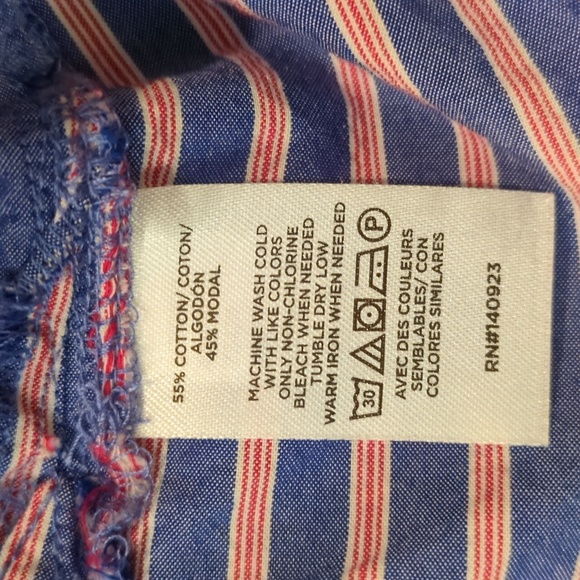 55% COTTON/COTON/
ALGODON
45% MODAL
MACHINE WASH COLD
WITH LIKE COLORS
ONLY NON-CHLORINE
BLEACH WHEN NEEDED
TUMBLE DRY LOW
WARM IRON WHEN NEEDED
30
P
AVEC DES COULEURS
SEMBLABLES/ CON
COLORES SIMILARES
RN#140923